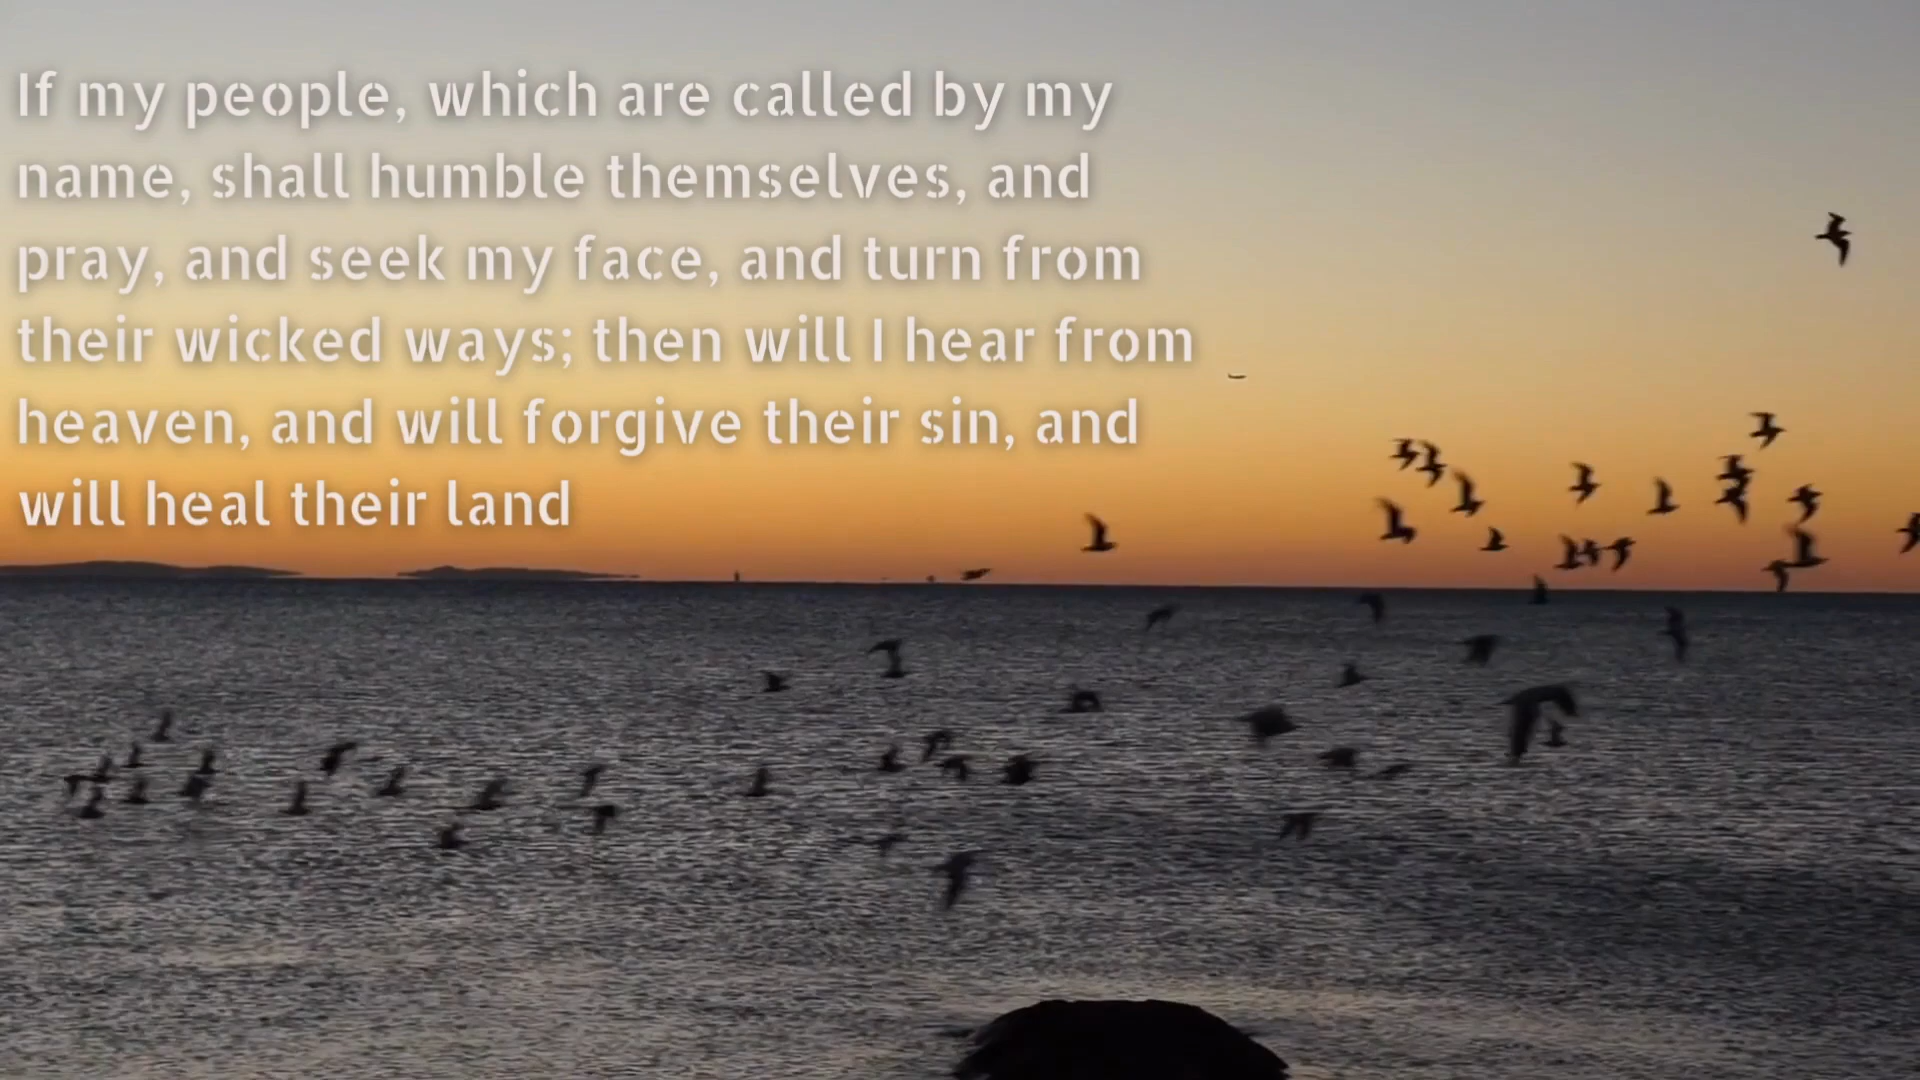 If my people, which are called by my
name, shall humble themselves, and
pray, and seek my face, and turn from
their wicked ways; then will I hear from
heaven, and will forgive their sin, and
will heal their land